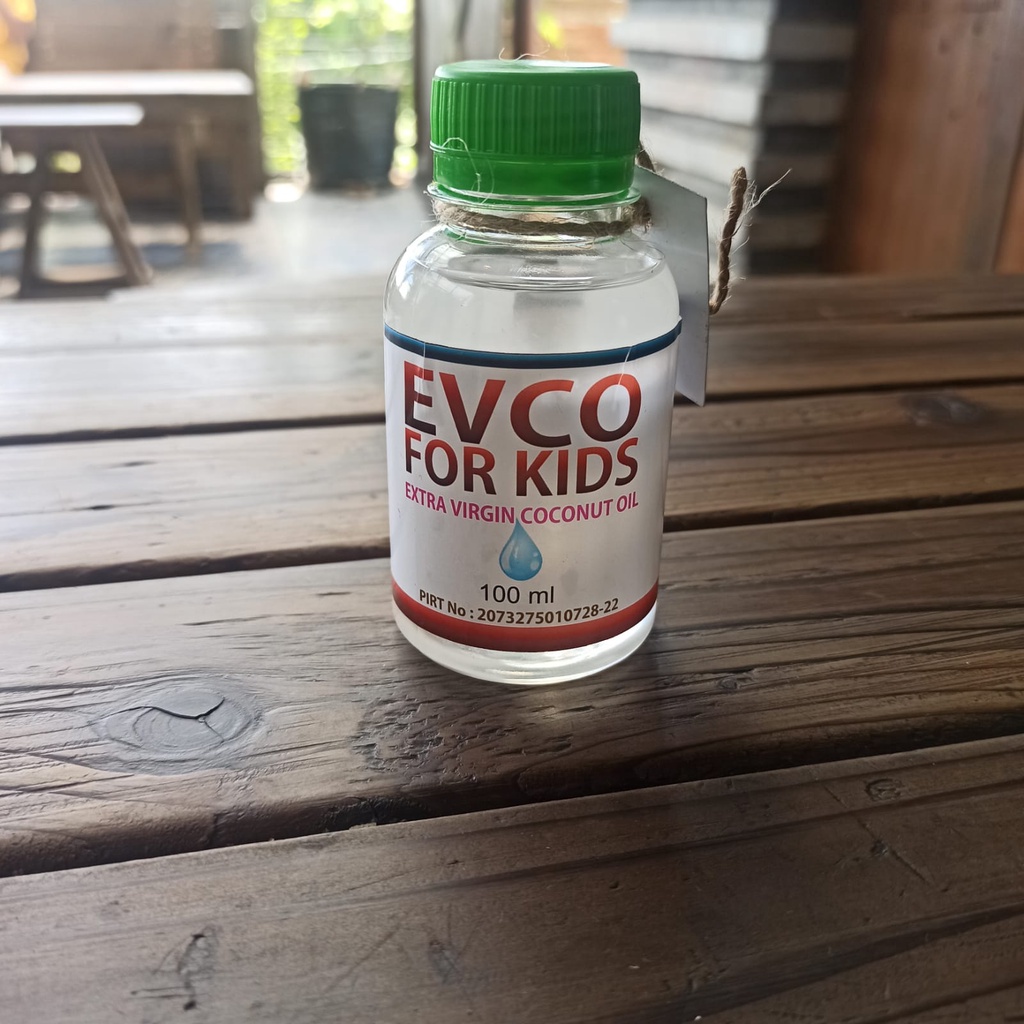 EVCO
FOR KIDS
EXTRA VIRGIN COCONUT OIL
100 ml
PIRT No : 2073275010728-22